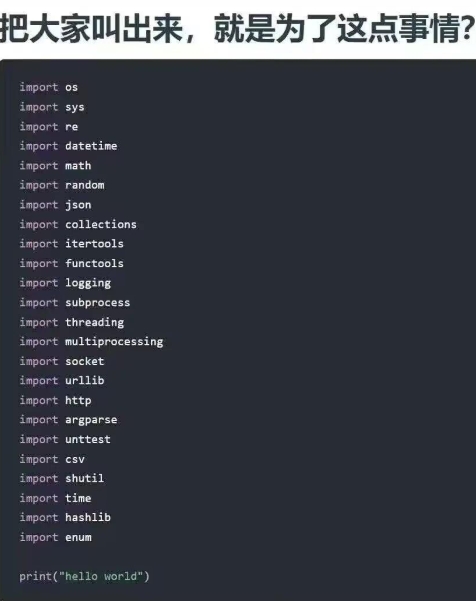 把大家叫出来，就是为了这点事情?
import os
import sys
import re
import datetime
import math
import random
import json
import collections
import itertools
import functools
import logging
import subprocess
import threading
import multiprocessing
import socket
import urllib
import http
import argparse
import unttest
import csv
import shutil
import time
import hashlib
import enum
print("hello world")